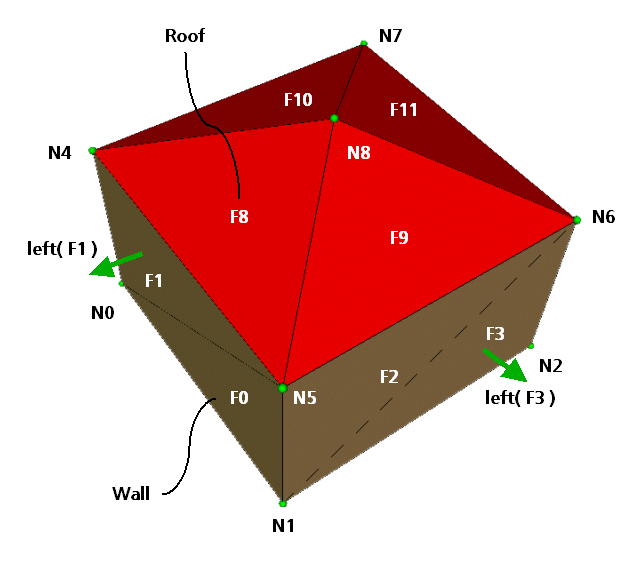 Roof
N7
F10
F11
N4
N8
F8
N6
F9
left( F1 )
F1
N0
F3
N2
F2
F0
N5
left( F3 )
Wall
N1